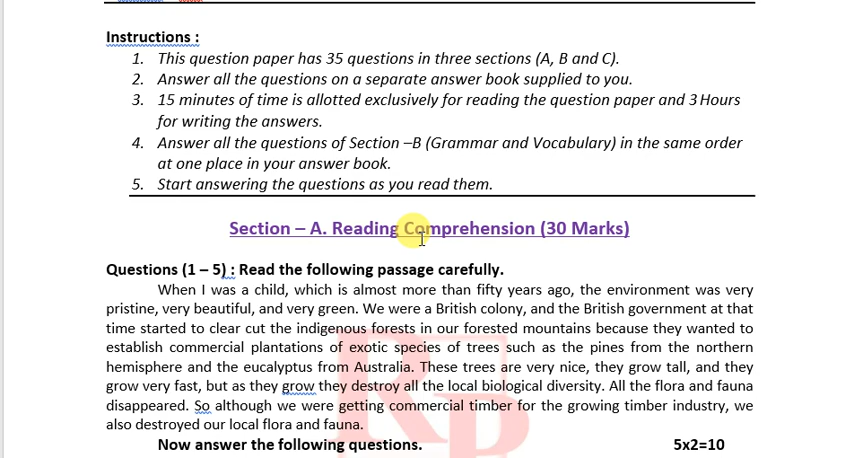 Instructions :
1. This question paper has 35 questions in three sections (A, B and C).
2. Answer all the questions on a separate answer book supplied to you.
3. 15 minutes of time is allotted exclusively for reading the question paper and 3 Hours
for writing the answers.
4. Answer all the questions of Section –B (Grammar and Vocabulary) in the same order
at one place in your answer book.
5. Start answering the questions as you read them.
Section – A. Reading Comprehension (30 Marks)
Questions (1 – 5) : Read the following passage carefully.
When I was a child, which is almost more than fifty years ago, the environment was very
pristine, very beautiful, and very green. We were a British colony, and the British government at that
time started to clear cut the indigenous forests in our forested mountains because they wanted to
establish commercial plantations of exotic species of trees such as the pines from the northern
hemisphere and the eucalyptus from Australia. These trees are very nice, they grow tall, and they
grow very fast, but as they grow they destroy all the local biological diversity. All the flora and fauna
disappeared. So although we were getting commercial timber for the growing timber industry, we
also destroyed our local flora and fauna.
Now answer the following questions. 5x2=10